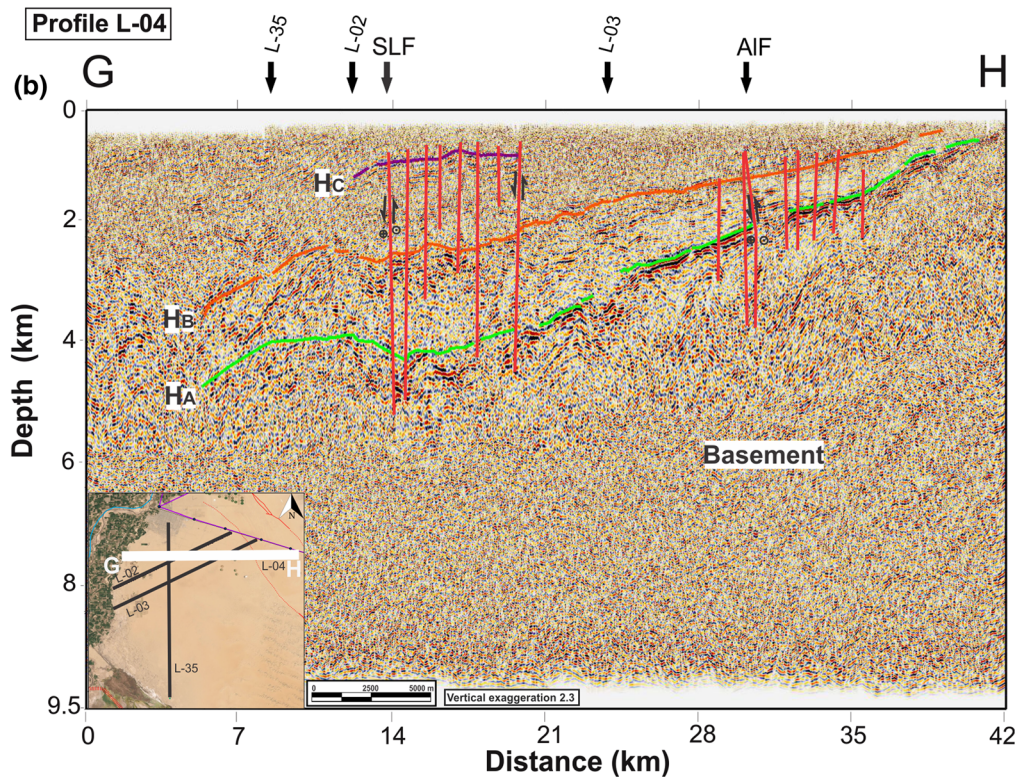 Profile L-04
(b)
G
L-35
L-02
SLF
L-03
AIF
H
0
2
4
6
8
9.5
Depth (km)
HC
HB
HA
Basement
N
G
H
L-02
L-03
L-04
L-35
0 2500 5000 m
Vertical exaggeration 2.3
0 7 14 21 28 35 42
Distance (km)